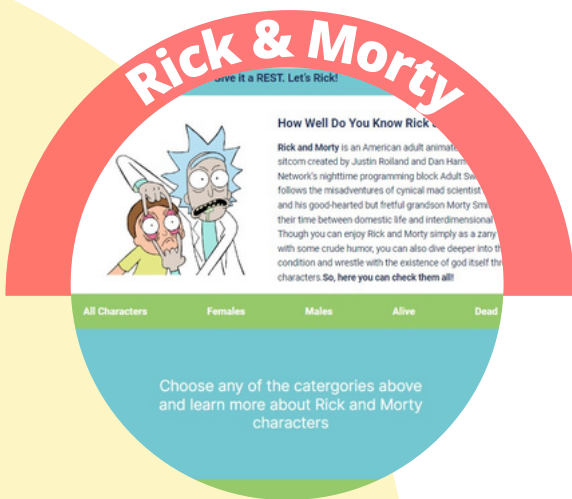 Rick & Morty
Give it a REST. Let's Rick!
How Well Do You Know Rick
Rick and Morty is an American adult animate
sitcom created by Justin Roiland and Dan Harm
Network's nighttime programming block Adult Sw
follows the misadventures of cynical mad scientist
and his good-hearted but fretful grandson Morty Smi
their time between domestic life and interdimensional
Though you can enjoy Rick and Morty simply as a zany
with some crude humor, you can also dive deeper into th
condition and wrestle with the existence of god itself thr
characters.So, here you can check them all!
All Characters Females Males Alive Dead
Choose any of the catergories above
and learn more about Rick and Morty
characters